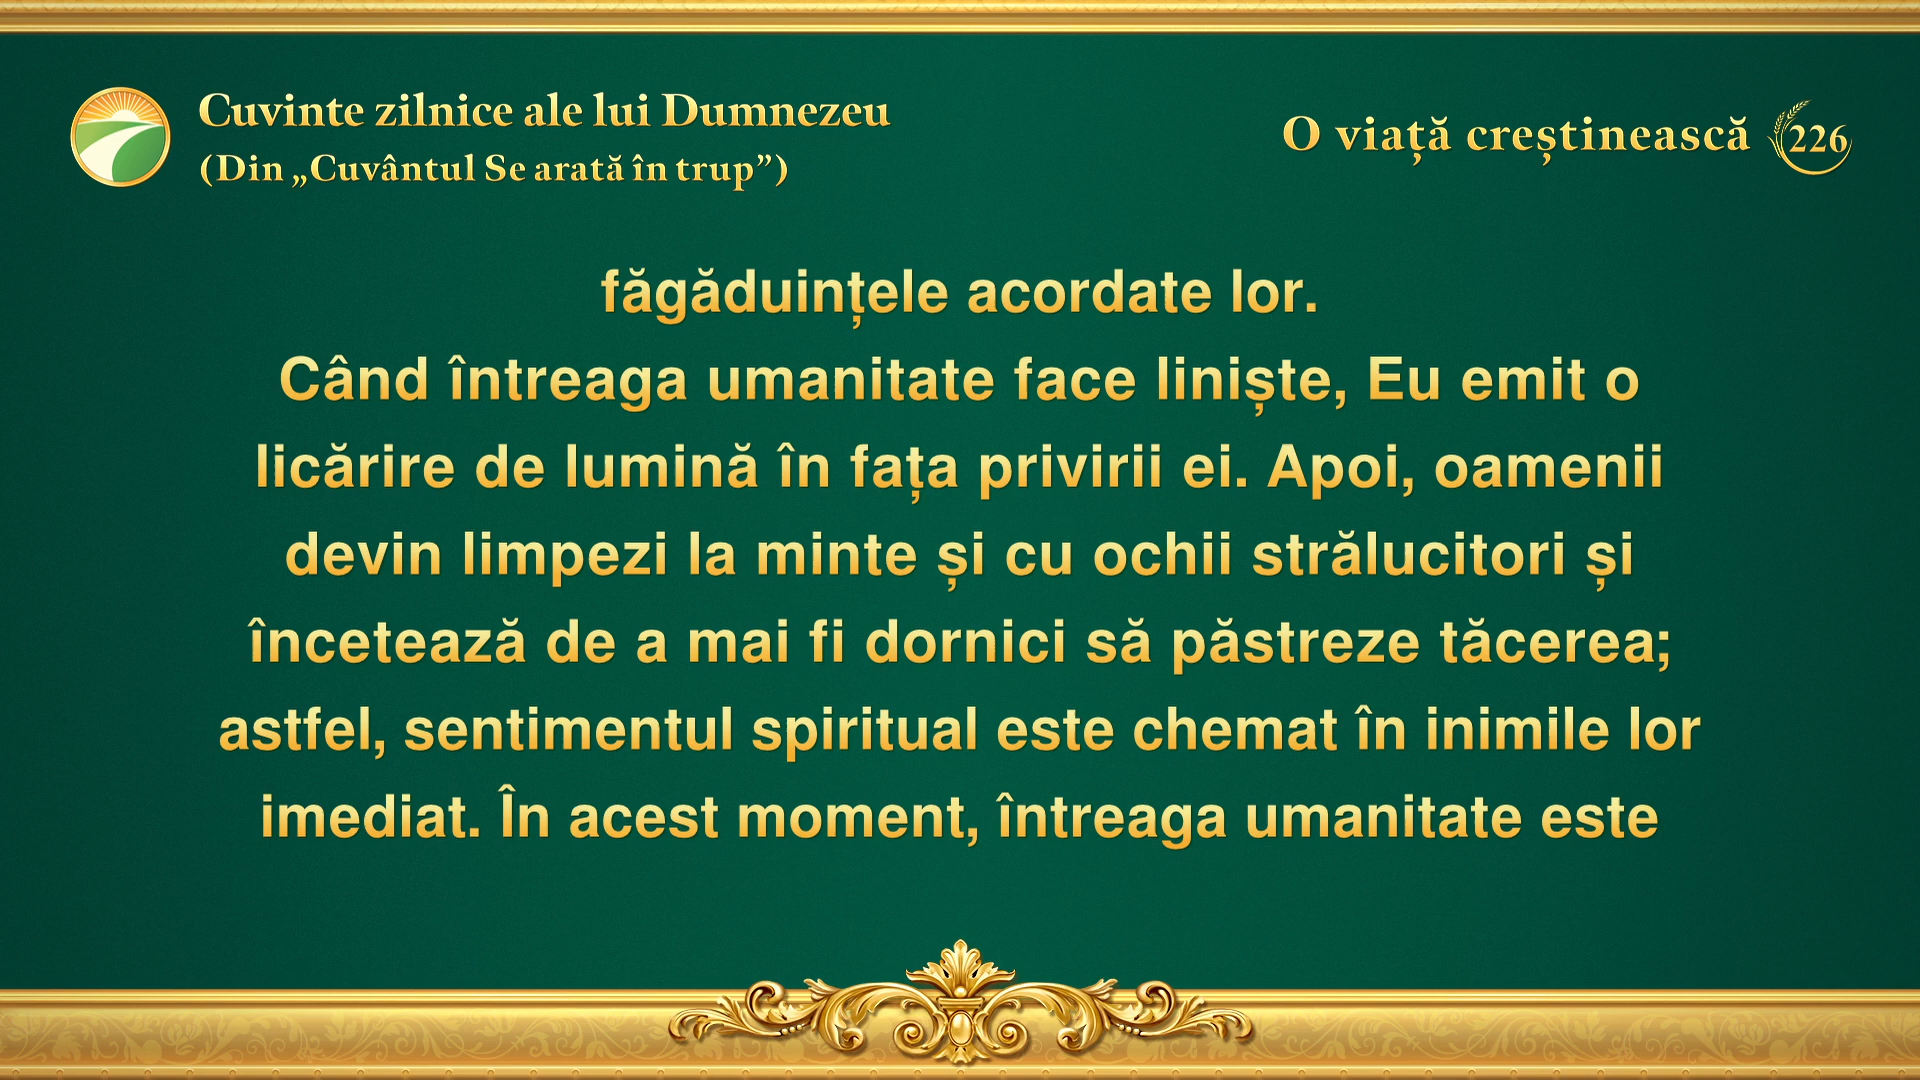 Cuvinte zilnice ale lui Dumnezeu
(Din „Cuvântul Se arată în trup”)
O viață creștinească 226
făgăduințele acordate lor.
Când întreaga umanitate face liniște, Eu emit o
licărire de lumină în fața privirii ei. Apoi, oamenii
devin limpezi la minte și cu ochii strălucitori și
încetează de a mai fi dornici să păstreze tăcerea;
astfel, sentimentul spiritual este chemat în inimile lor
imediat. În acest moment, întreaga umanitate este